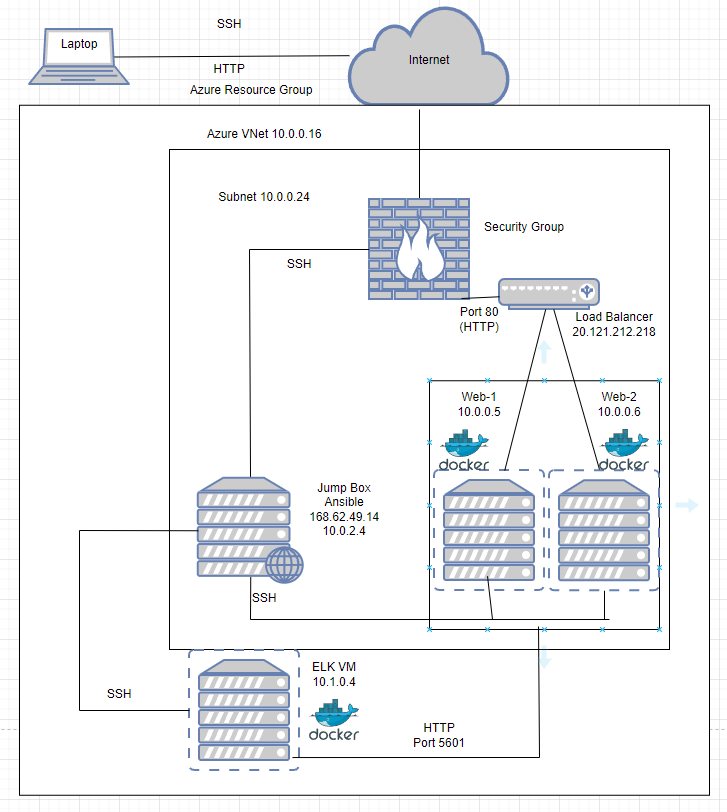 SSH
Laptop
Internet
HTTP
Azure Resource Group
Azure VNet 10.0.0.16
Subnet 10.0.0.24
Security Group
SSH
Port 80
(HTTP)
Load Balancer
20.121.212.218
Web-1
10.0.0.5
Web-2
10.0.0.6
docker
docker
Jump Box
Ansible
168.62.49.14
10.0.2.4
SSH
ELK VM
10.1.0.4
SSH
docker
HTTP
Port 5601